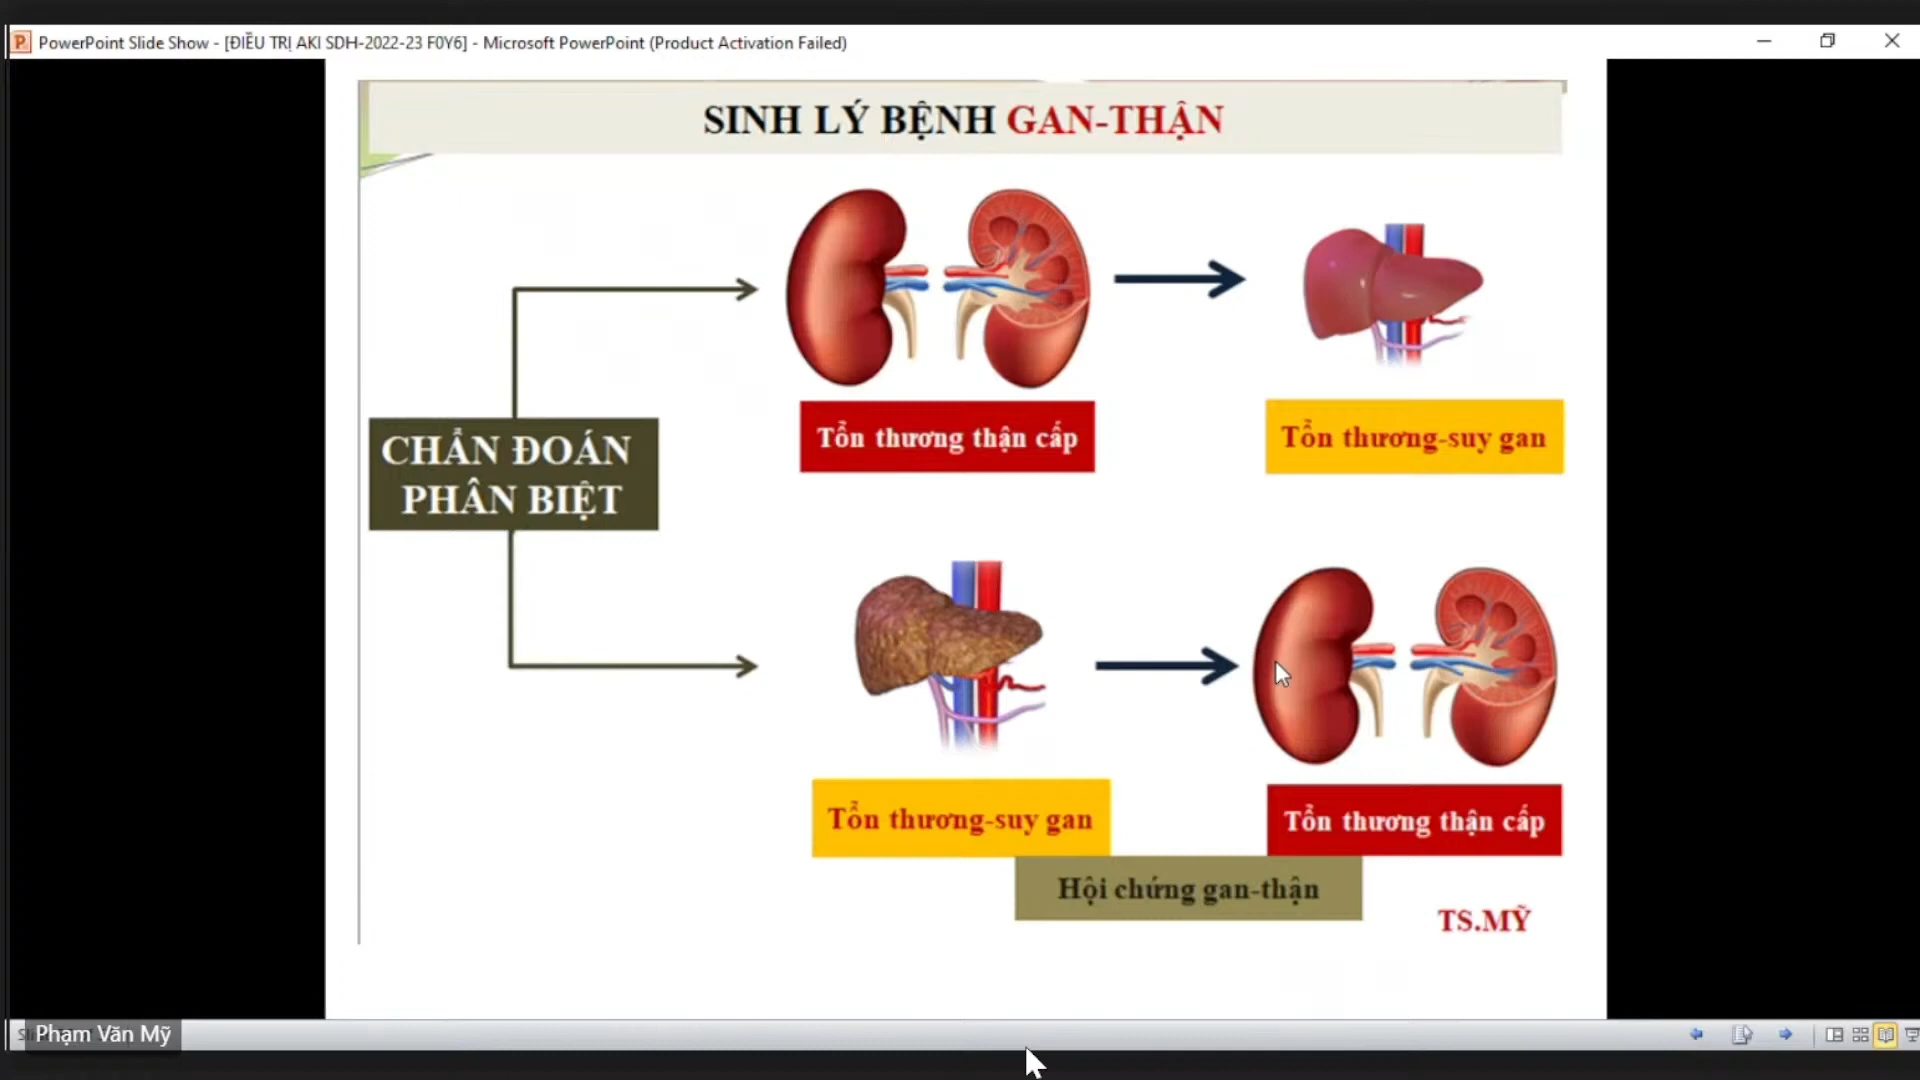 PowerPoint Slide Show - [ĐIỀU TRỊ AKI SDH-2022-23 F0Y6] - Microsoft PowerPoint (Product Activation Failed)
SINH LÝ BỆNH GAN-THẬN
Tổn thương thận cấp
Tổn thương-suy gan
CHẨN ĐOÁN
PHÂN BIỆT
Tổn thương-suy gan
Tổn thương thận cấp
Hội chứng gan-thận
TS.MỸ
Phạm Văn Mỹ